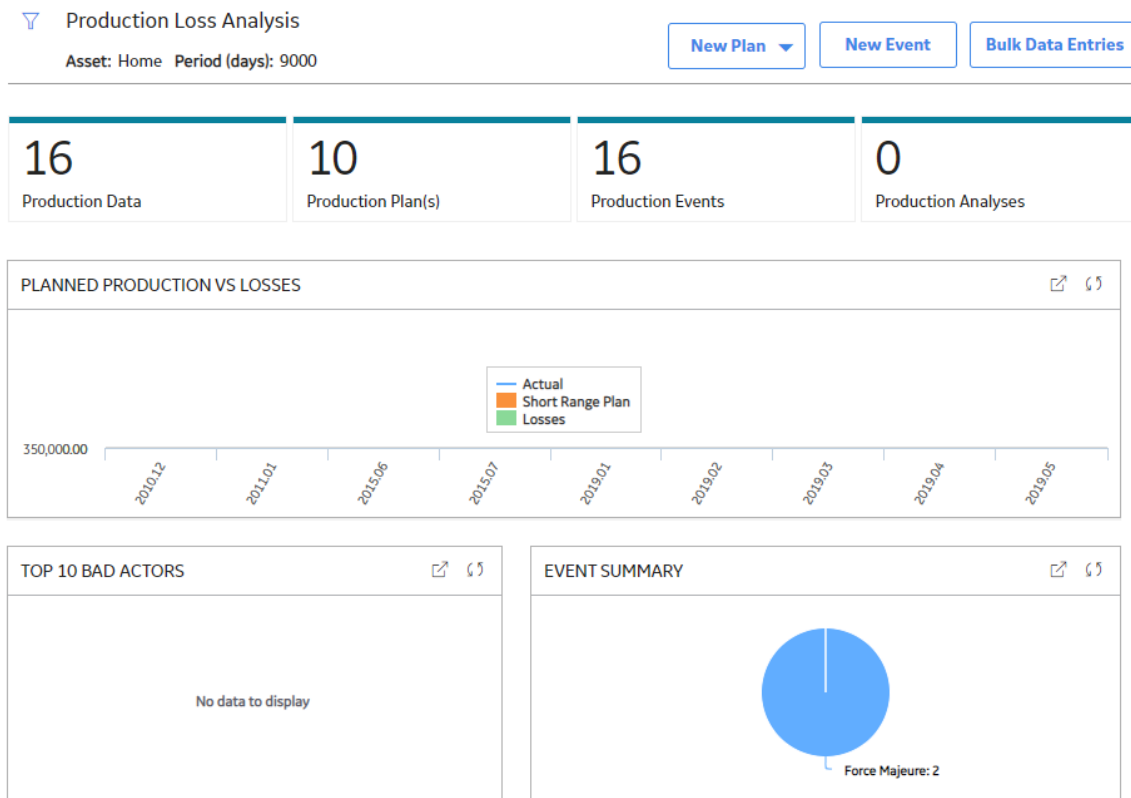 Production Loss Analysis
Asset: Home Period (days): 9000
New Plan
New Event
Bulk Data Entries
16
Production Data
10
Production Plan(s)
16
Production Events
0
Production Analyses
PLANNED PRODUCTION VS LOSSES
Actual
Short Range Plan
Losses
350,000.00
2010.12
2011.01
2015.06
2015.07
2019.01
2019.02
2019.03
2019.04
2019.05
TOP 10 BAD ACTORS
No data to display
EVENT SUMMARY
Force Majeure: 2